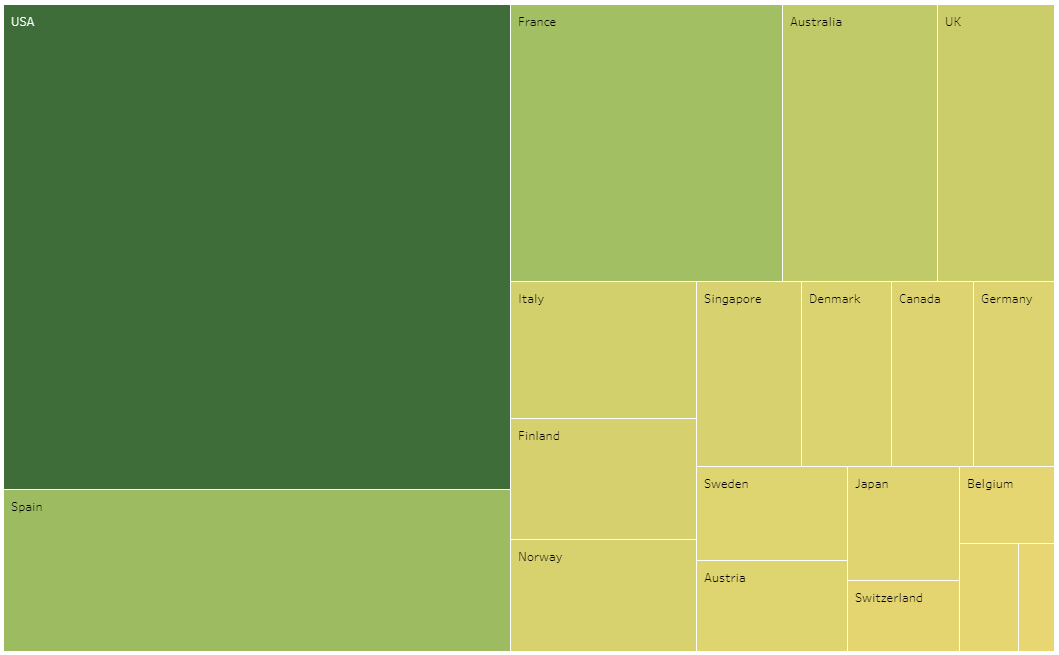 USA
France
Australia
UK
Italy
Singapore
Denmark
Canada
Germany
Finland
Sweden
Japan
Belgium
Spain
Norway
Austria
Switzerland